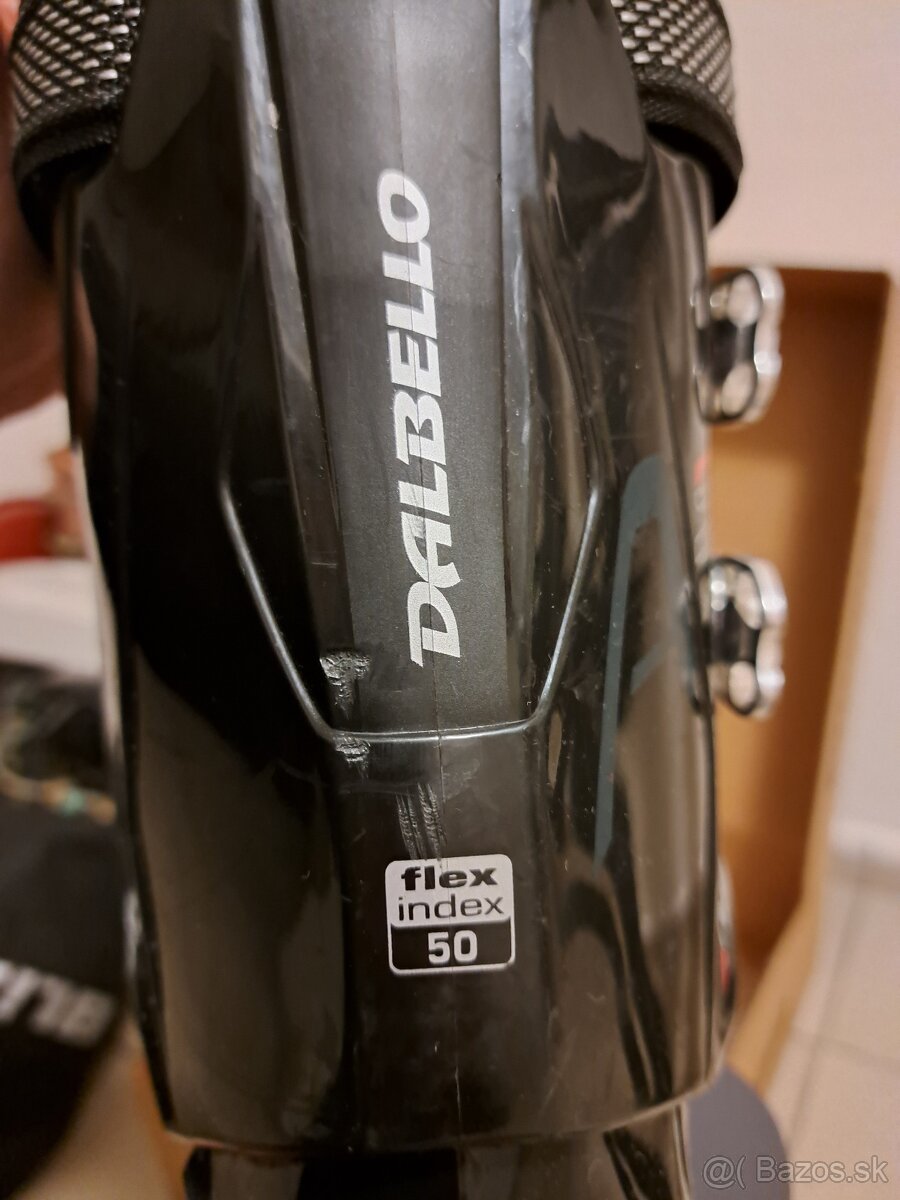 DALBELLO
flex
index
50
@( Bazos.sk